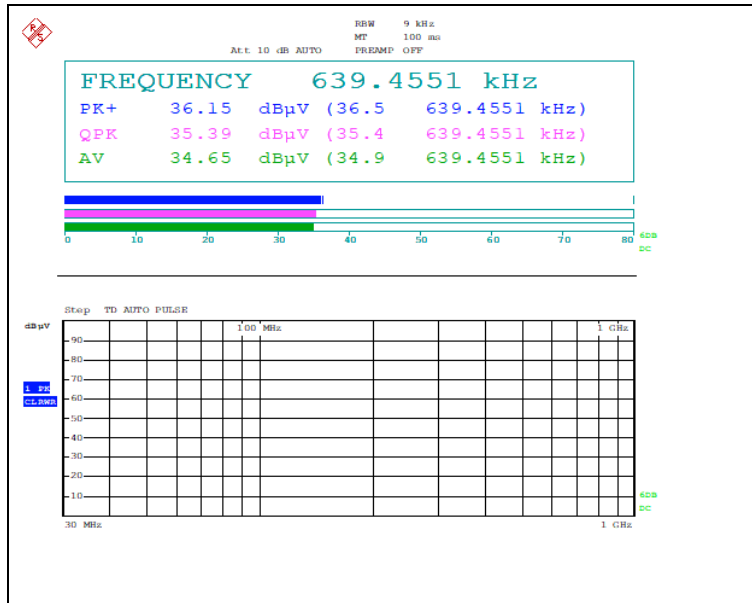 RBW 9 kHz
MT 100 ms
Att 10 dB AUTO PREAMP OFF
FREQUENCY 639.4551 kHz
PK+ 36.15 dBµV (36.5 639.4551 kHz)
QPK 35.39 dBµV (35.4 639.4551 kHz)
AV 34.65 dBµV (34.9 639.4551 kHz)
0 10 20 30 40 50 60 70 80
6DB
DC
Step TD AUTO PULSE
dBµV
100 MHz 1 GHz
90
80
70
1 PK
CLRWR
60
50
40
30
20
10
6DB
DC
30 MHz 1 GHz